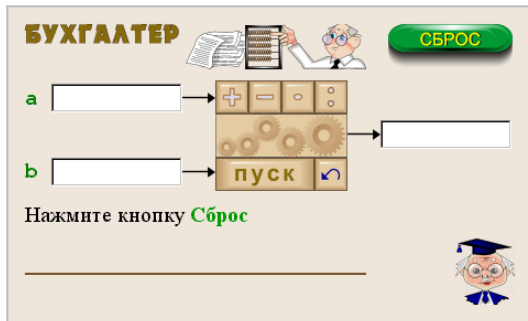 БУХГАЛТЕР
СБРОС
a
+ − · :
b
пуск
Нажмите кнопку Сброс